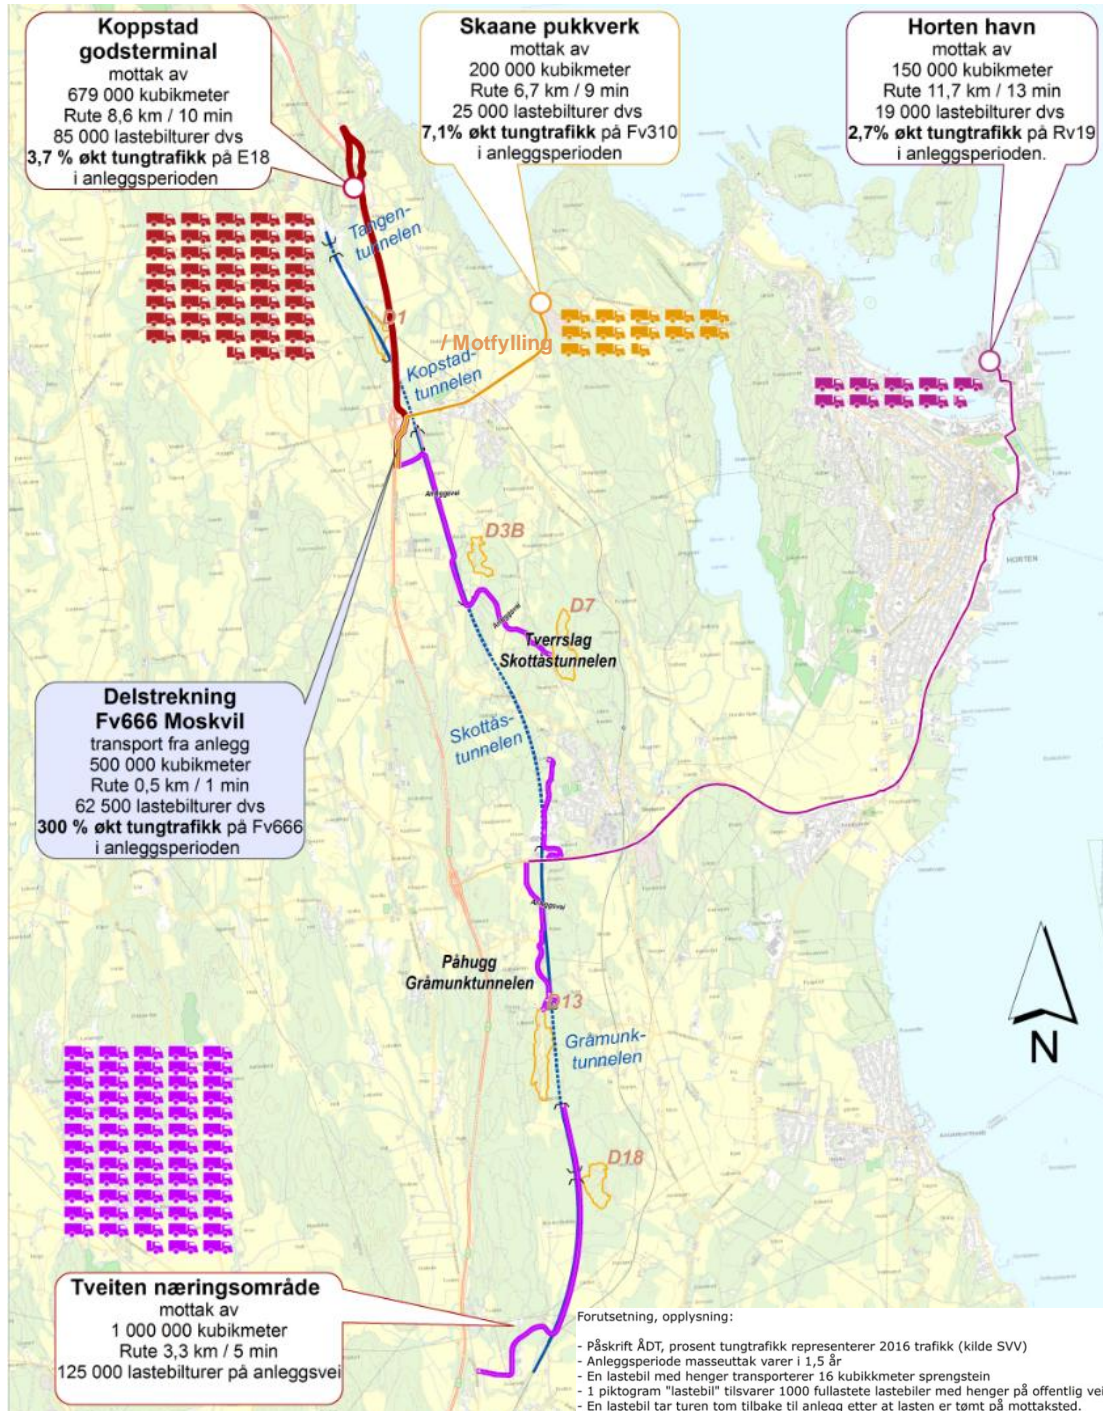 Koppstad
godsterminal
mottak av
679 000 kubikmeter
Rute 8,6 km / 10 min
85 000 lastebilturer dvs
3,7 % økt tungtrafikk på E18
i anleggsperioden
Skaane pukkverk
mottak av
200 000 kubikmeter
Rute 6,7 km / 9 min
25 000 lastebilturer dvs
7,1% økt tungtrafikk på Fv310
i anleggsperioden
Horten havn
mottak av
150 000 kubikmeter
Rute 11,7 km / 13 min
19 000 lastebilturer dvs
2,7% økt tungtrafikk på Rv19
i anleggsperioden.
Tangen-
tunnelen
D1
/ Motfylling
Kopstad-
tunnelen
Anleggsvei
D3B
D7
Anleggsvei
Tverrslag
Skottåstunnelen
HORTEN
Delstrekning
Fv666 Moskvil
transport fra anlegg
500 000 kubikmeter
Rute 0,5 km / 1 min
62 500 lastebilturer dvs
300 % økt tungtrafikk på Fv666
i anleggsperioden
Skottås-
tunnelen
Anleggsvei
Påhugg
Gråmunktunnelen
D13
Gråmunk-
tunnelen
N
D18
Tveiten næringsområde
mottak av
1 000 000 kubikmeter
Rute 3,3 km / 5 min
125 000 lastebilturer på anleggsvei
Forutsetning, opplysning:
- Påskrift ÅDT, prosent tungtrafikk representerer 2016 trafikk (kilde SVV)
- Anleggsperiode masseuttak varer i 1,5 år
- En lastebil med henger transporterer 16 kubikkmeter sprengstein
- 1 piktogram "lastebil" tilsvarer 1000 fullastete lastebiler med henger på offentlig vei
- En lastebil tar turen tom tilbake til anlegg etter at lasten er tømt på mottaksted.